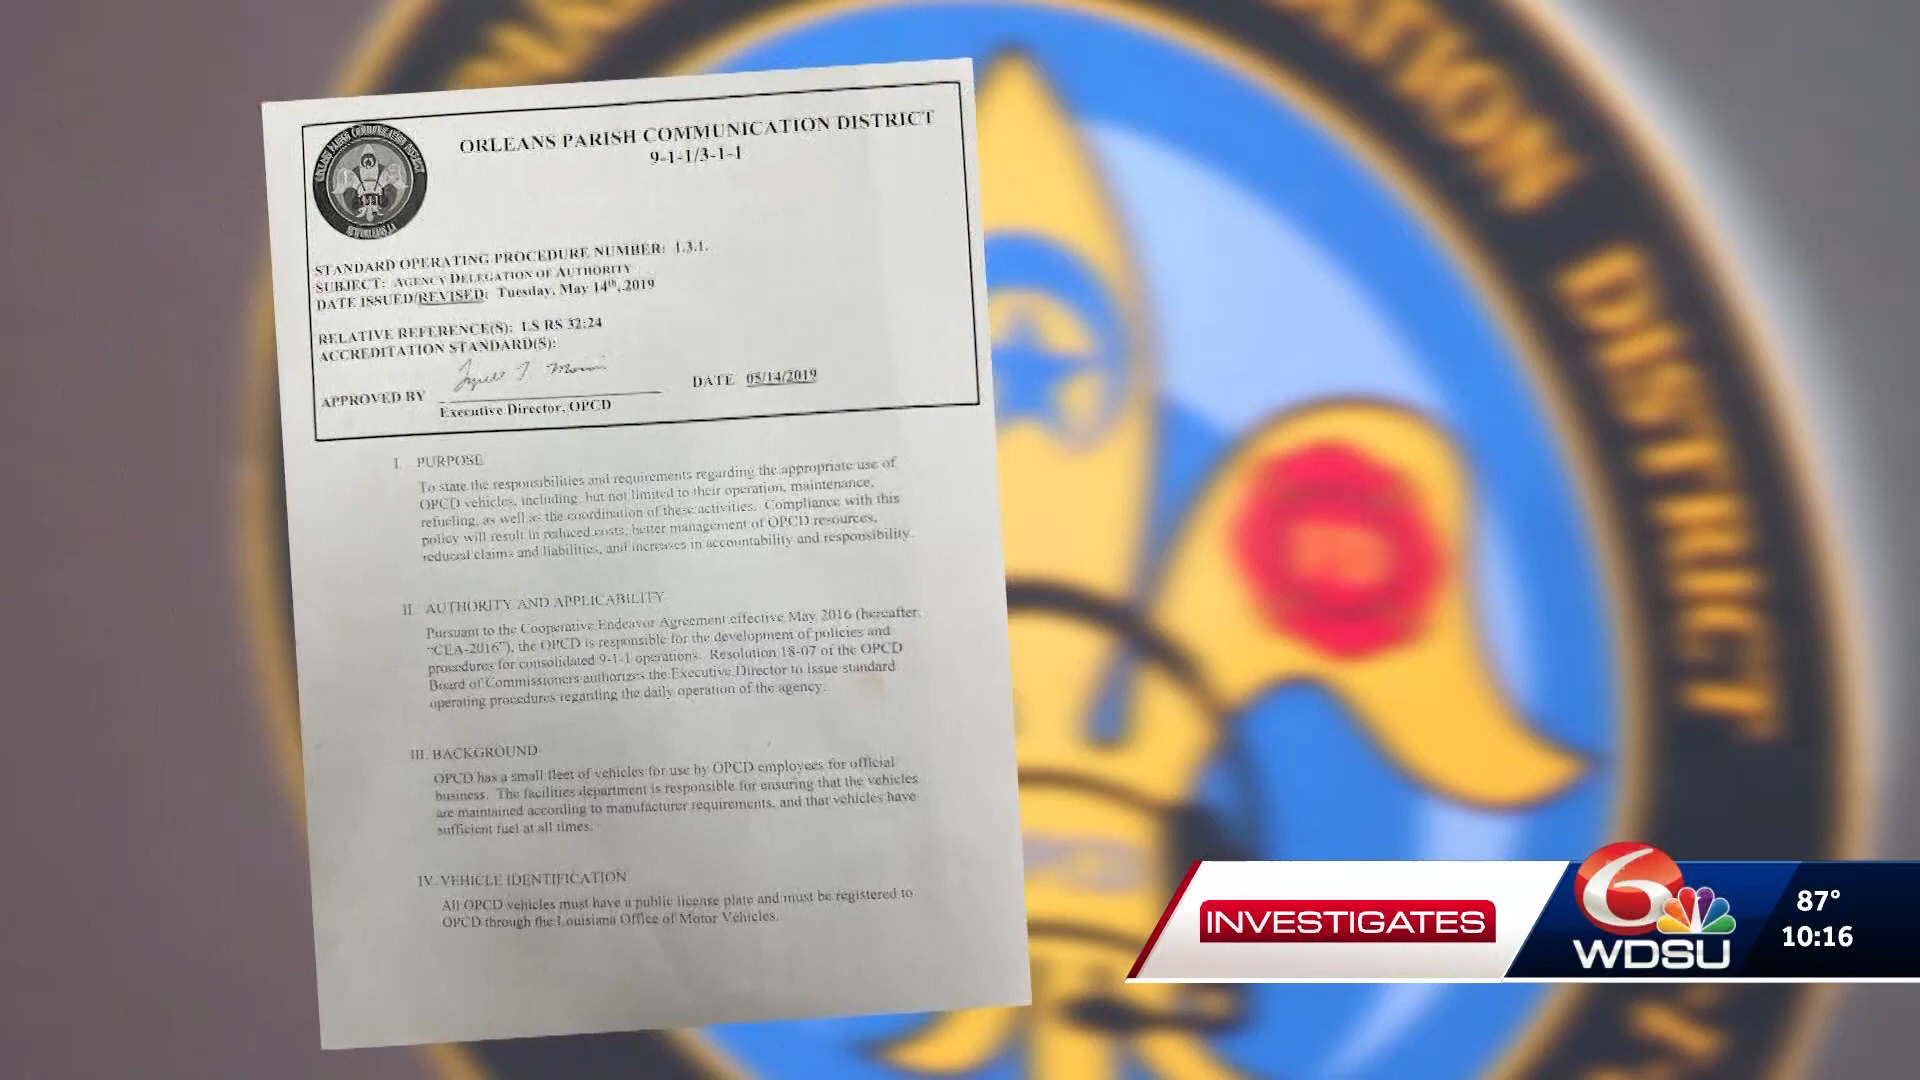 ORLEANS PARISH COMMUNICATION DISTRICT
9-1-1/3-1-1
STANDARD OPERATING PROCEDURE NUMBER: 1.3.1.
SUBJECT: AGENCY DELEGATION OF AUTHORITY
DATE ISSUED/REVISED: Tuesday, May 14th, 2019
RELATIVE REFERENCE(S): LS RS 32:24
ACCREDITATION STANDARD(S):
APPROVED BY
DATE 05/14/2019
Executive Director, OPCD
I. PURPOSE
To state the responsibilities and requirements regarding the appropriate use of
OPCD vehicles, including, but not limited to their operation, maintenance,
refueling, as well as the coordination of these activities. Compliance with this
policy will result in reduced costs, better management of OPCD resources,
reduced claims and liabilities, and increases in accountability and responsibility.
II. AUTHORITY AND APPLICABILITY
Pursuant to the Cooperative Endeavor Agreement effective May 2016 (hereafter,
"CEA-2016"), the OPCD is responsible for the development of policies and
procedures for consolidated 9-1-1 operations. Resolution 18-07 of the OPCD
Board of Commissioners authorizes the Executive Director to issue standard
operating procedures regarding the daily operation of the agency.
III. BACKGROUND
OPCD has a small fleet of vehicles for use by OPCD employees for official
business. The facilities department is responsible for ensuring that the vehicles
are maintained according to manufacturer requirements, and that vehicles have
sufficient fuel at all times.
IV. VEHICLE IDENTIFICATION
All OPCD vehicles must have a public license plate and must be registered to
OPCD through the Louisiana Office of Motor Vehicles.
DISTRICT
INVESTIGATES
6
WDSU
87°
10:16